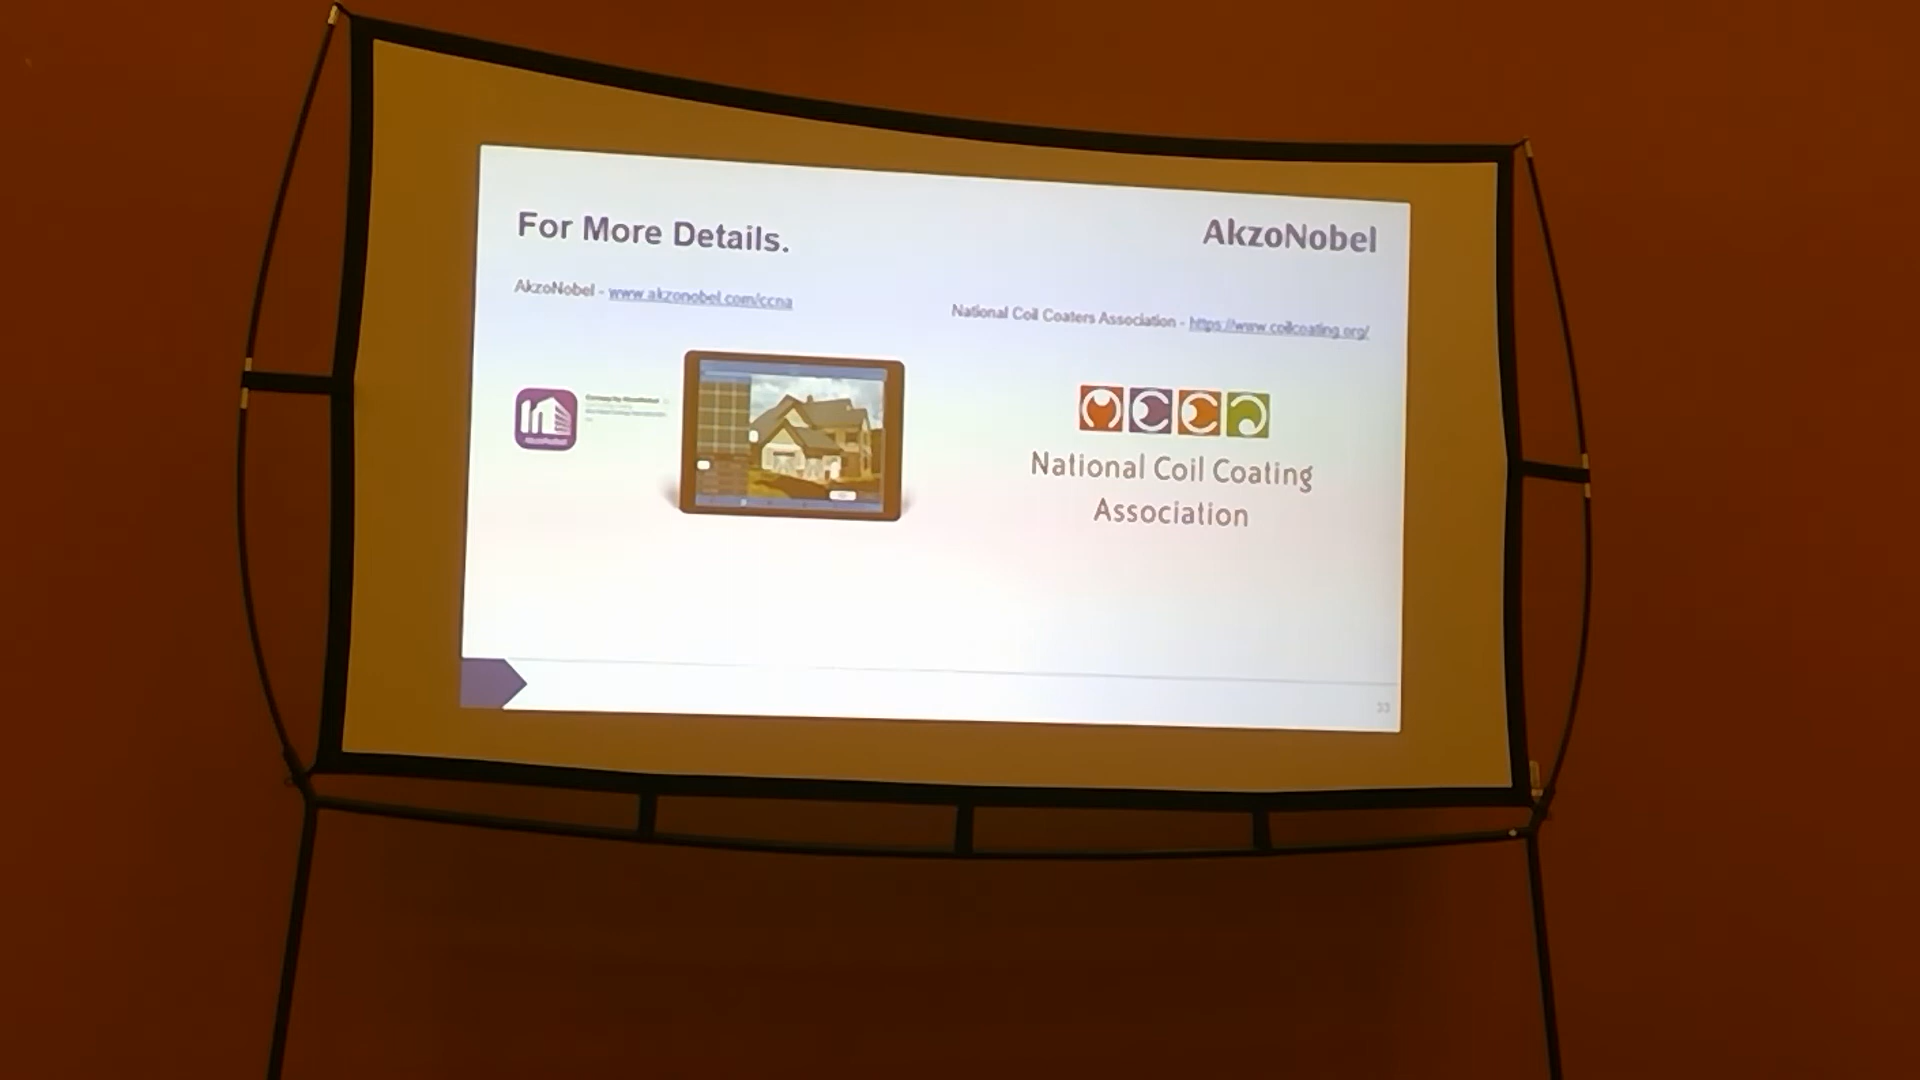 For More Details.
AkzoNobel
AkzoNobel - www.akzonobel.com/ccna
National Coil Coaters Association - https://www.coilcoating.org/
National Coil Coating
Association
33